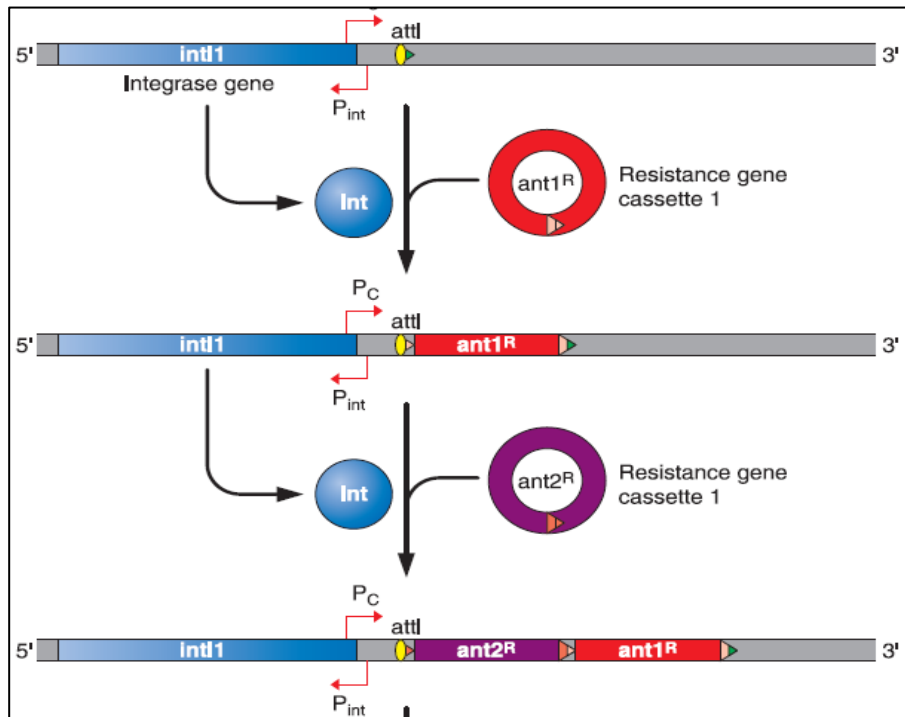 attI
5' intI1 3'
Integrase gene
Pint
Int
ant1R
Resistance gene
cassette 1
PC
attI
5' intI1 ant1R 3'
Pint
Int
ant2R
Resistance gene
cassette 1
PC
attI
5' intI1 ant2R ant1R 3'
Pint